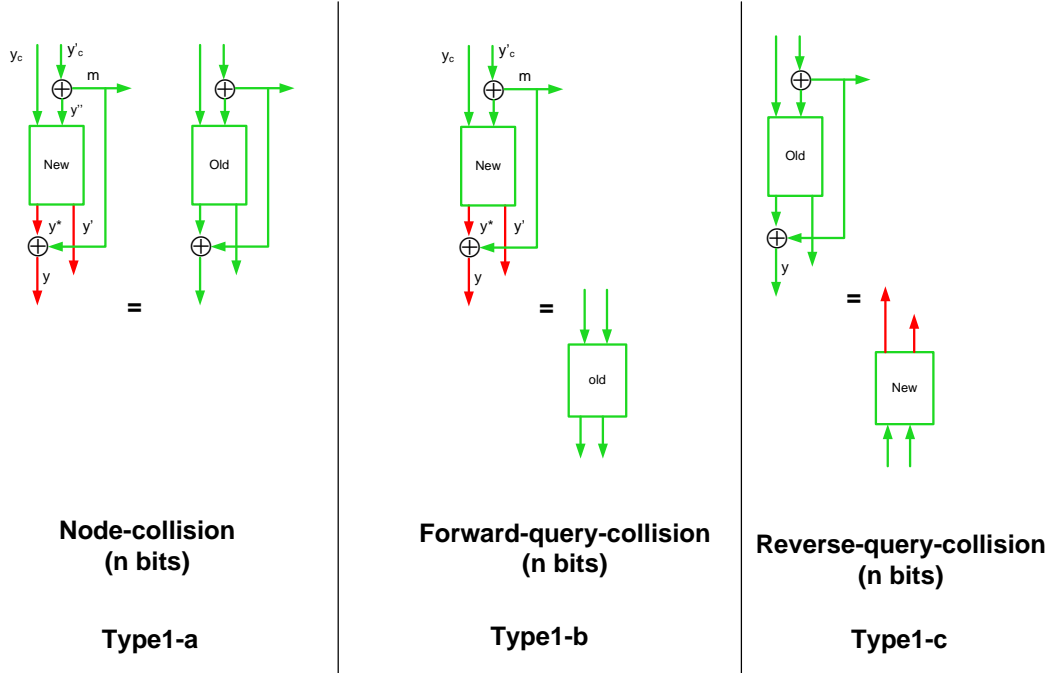 y_c y'_c
m
y''
New
y* y'
y
=
Old
Node-collision
(n bits)
Type1-a
y_c y'_c
m
New
y* y'
y
=
old
Forward-query-collision
(n bits)
Type1-b
Old
y
=
New
Reverse-query-collision
(n bits)
Type1-c